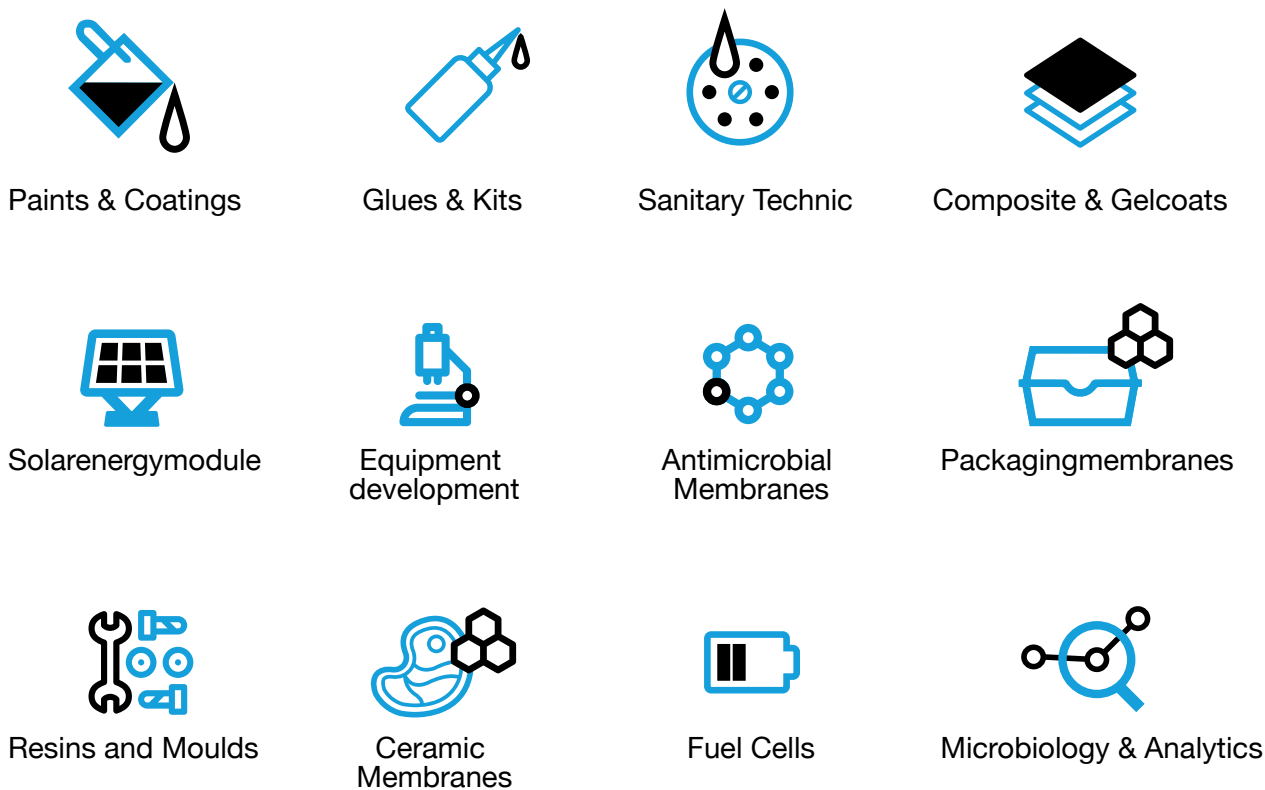 Paints & Coatings
Glues & Kits
Sanitary Technic
Composite & Gelcoats
Solarenergymodule
Equipment
development
Antimicrobial
Membranes
Packagingmembranes
Resins and Moulds
Ceramic
Membranes
Fuel Cells
Microbiology & Analytics